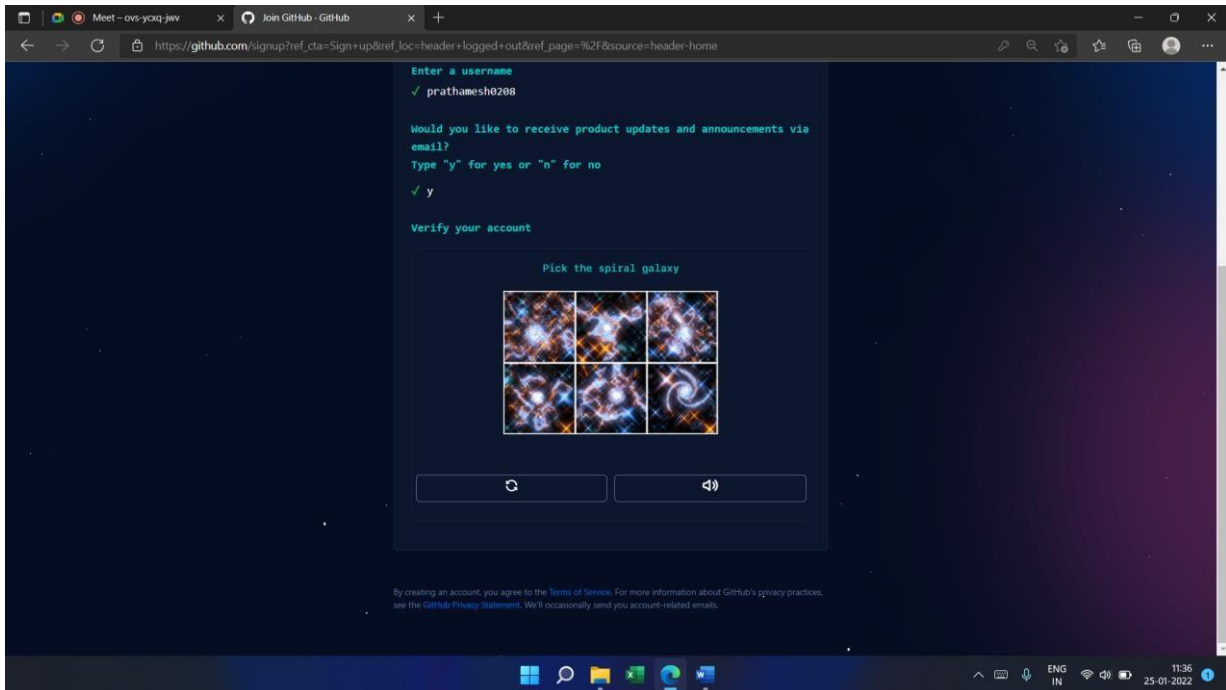 Meet – ovs-ycxq-jwv
Join GitHub · GitHub
https://github.com/signup?ref_cta=Sign+up&ref_loc=header+logged+out&ref_page=%2F&source=header-home
Enter a username
✓ prathamesh0208
Would you like to receive product updates and announcements via
email?
Type "y" for yes or "n" for no
✓ y
Verify your account
Pick the spiral galaxy
By creating an account, you agree to the Terms of Service. For more information about GitHub's privacy practices,
see the GitHub Privacy Statement. We'll occasionally send you account-related emails.
ENG
IN
11:36
25-01-2022
1